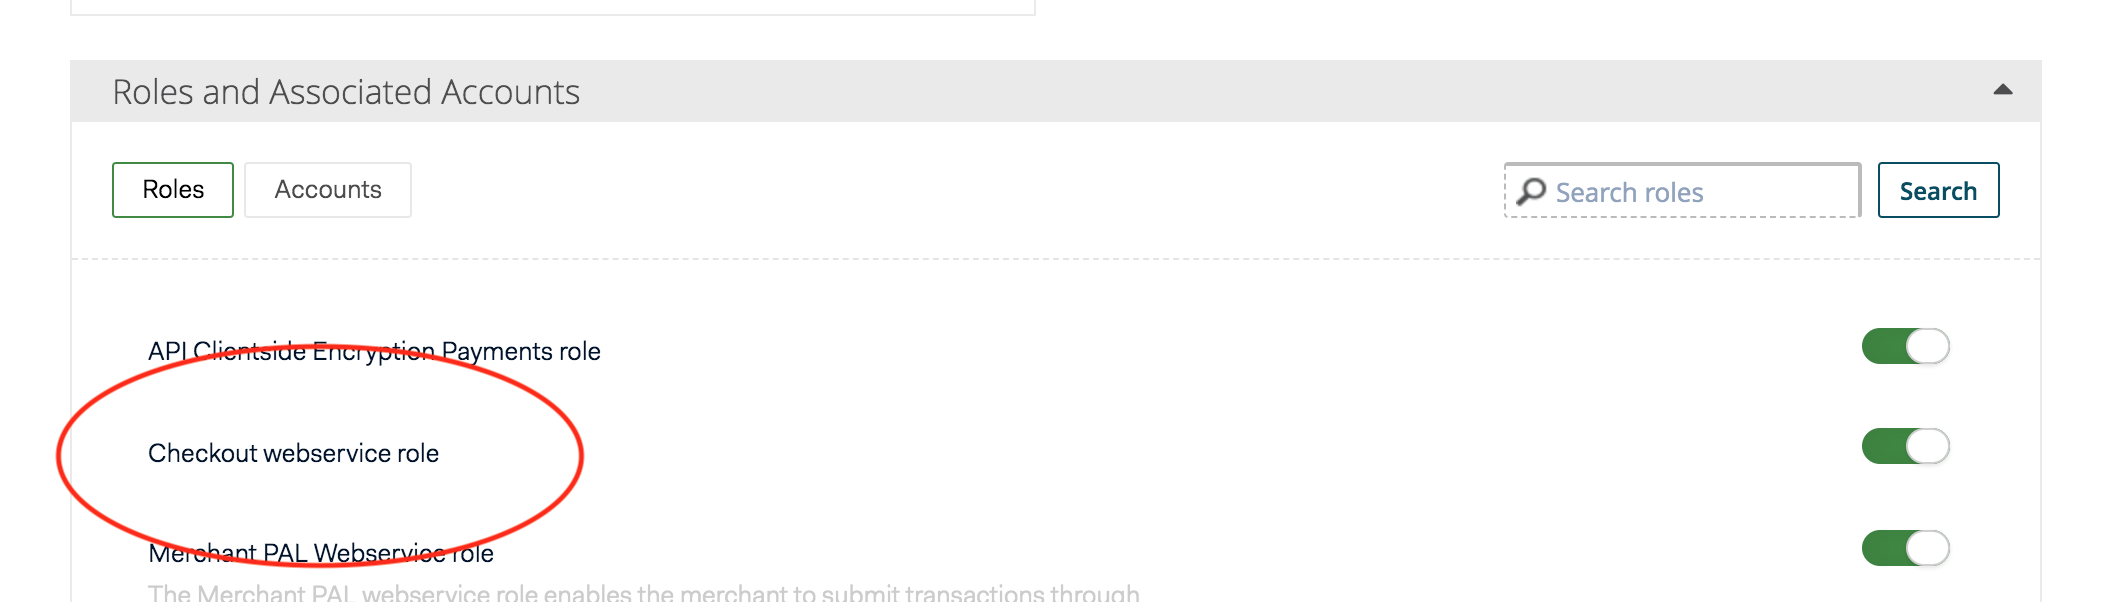 Roles and Associated Accounts
Roles Accounts Search roles Search
API Clientside Encryption Payments role
Checkout webservice role
Merchant PAL Webservice role
The Merchant PAL webservice role enables the merchant to submit transactions through